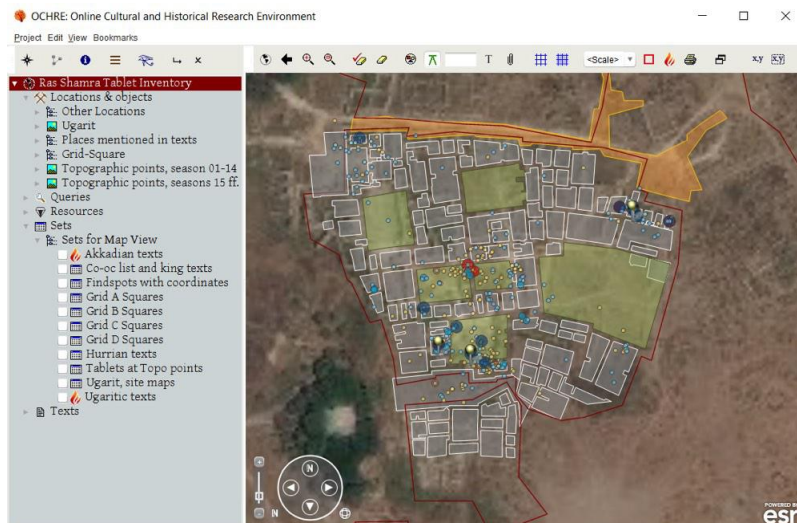 OCHRE: Online Cultural and Historical Research Environment
Project Edit View Bookmarks
T <Scale> x,y x,y
Ras Shamra Tablet Inventory
Locations & objects
Other Locations
Ugarit
Places mentioned in texts
Grid-Square
Topographic points, season 01-14
Topographic points, seasons 15 ff.
Queries
Resources
Sets
Sets for Map View
Akkadian texts
Co-oc list and king texts
Findspots with coordinates
Grid A Squares
Grid B Squares
Grid C Squares
Grid D Squares
Hurrian texts
Tablets at Topo points
Ugarit, site maps
Ugaritic texts
Texts
N
N
POWERED BY
esri